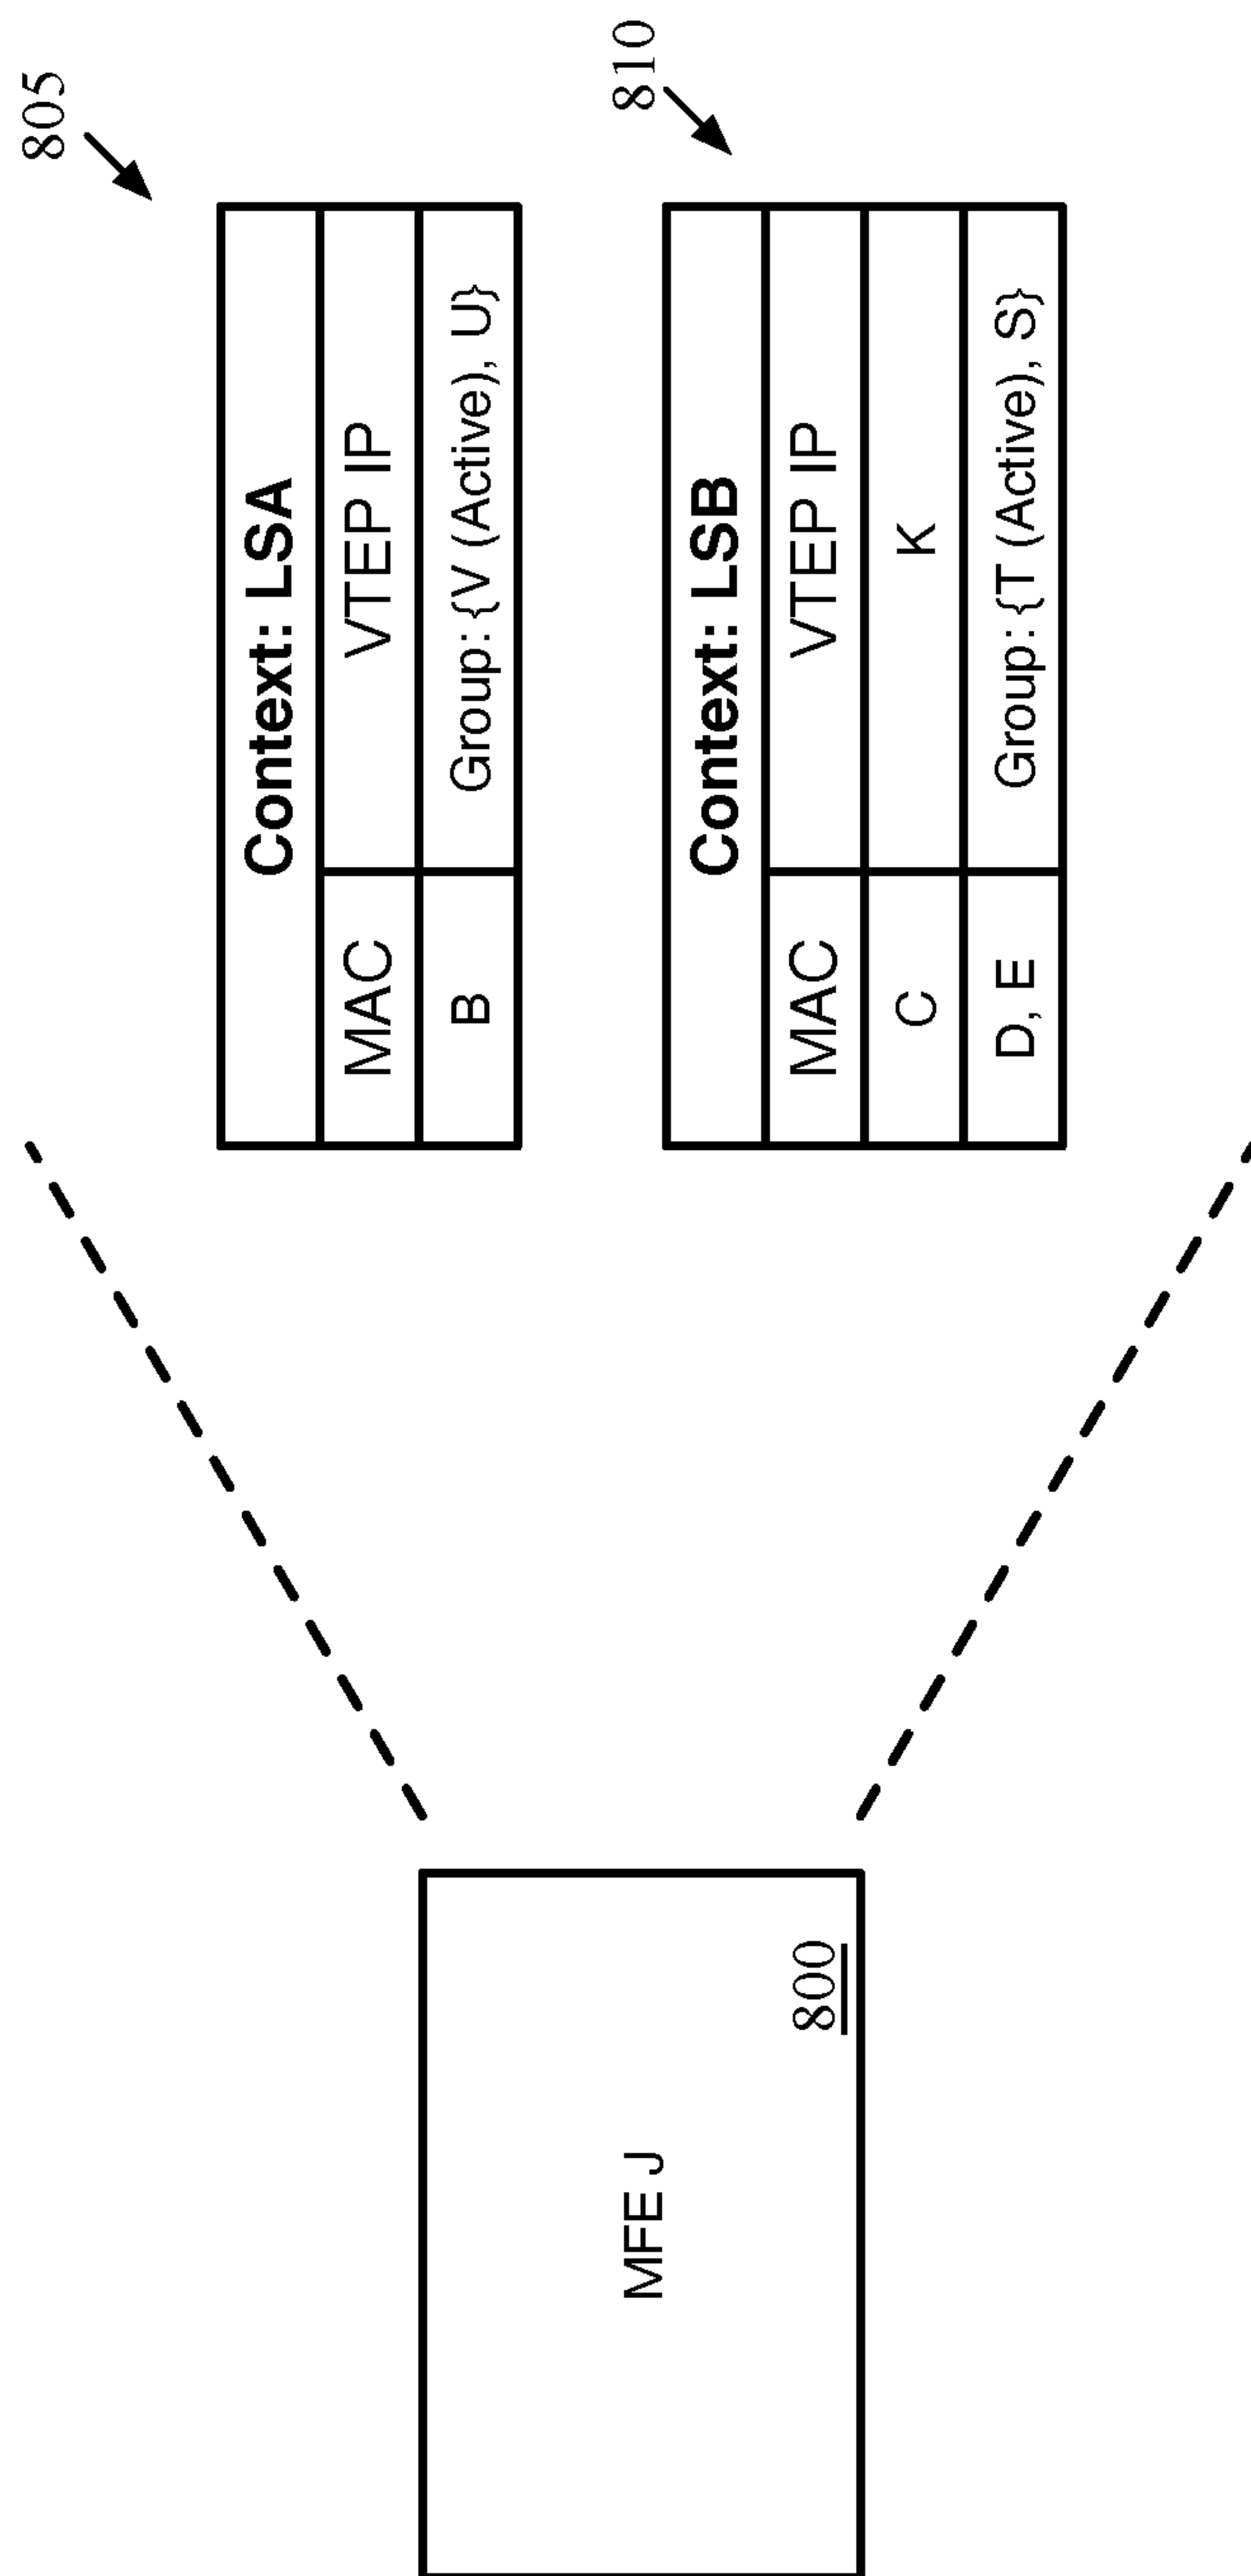 MFE J
800
805
Context: LSA
MAC VTEP IP
B Group: {V (Active), U}
810
Context: LSB
MAC VTEP IP
C K
D, E Group: {T (Active), S}